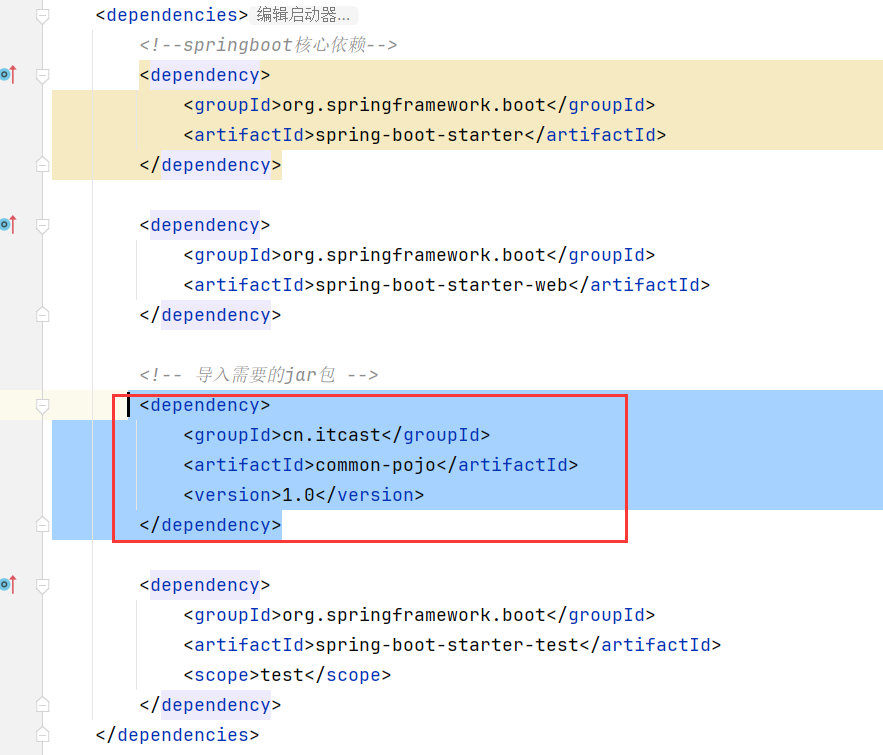 <dependencies> 编辑启动器...
<!--springboot核心依赖-->
<dependency>
<groupId>org.springframework.boot</groupId>
<artifactId>spring-boot-starter</artifactId>
</dependency>
<dependency>
<groupId>org.springframework.boot</groupId>
<artifactId>spring-boot-starter-web</artifactId>
</dependency>
<!-- 导入需要的jar包 -->
<dependency>
<groupId>cn.itcast</groupId>
<artifactId>common-pojo</artifactId>
<version>1.0</version>
</dependency>
<dependency>
<groupId>org.springframework.boot</groupId>
<artifactId>spring-boot-starter-test</artifactId>
<scope>test</scope>
</dependency>
</dependencies>